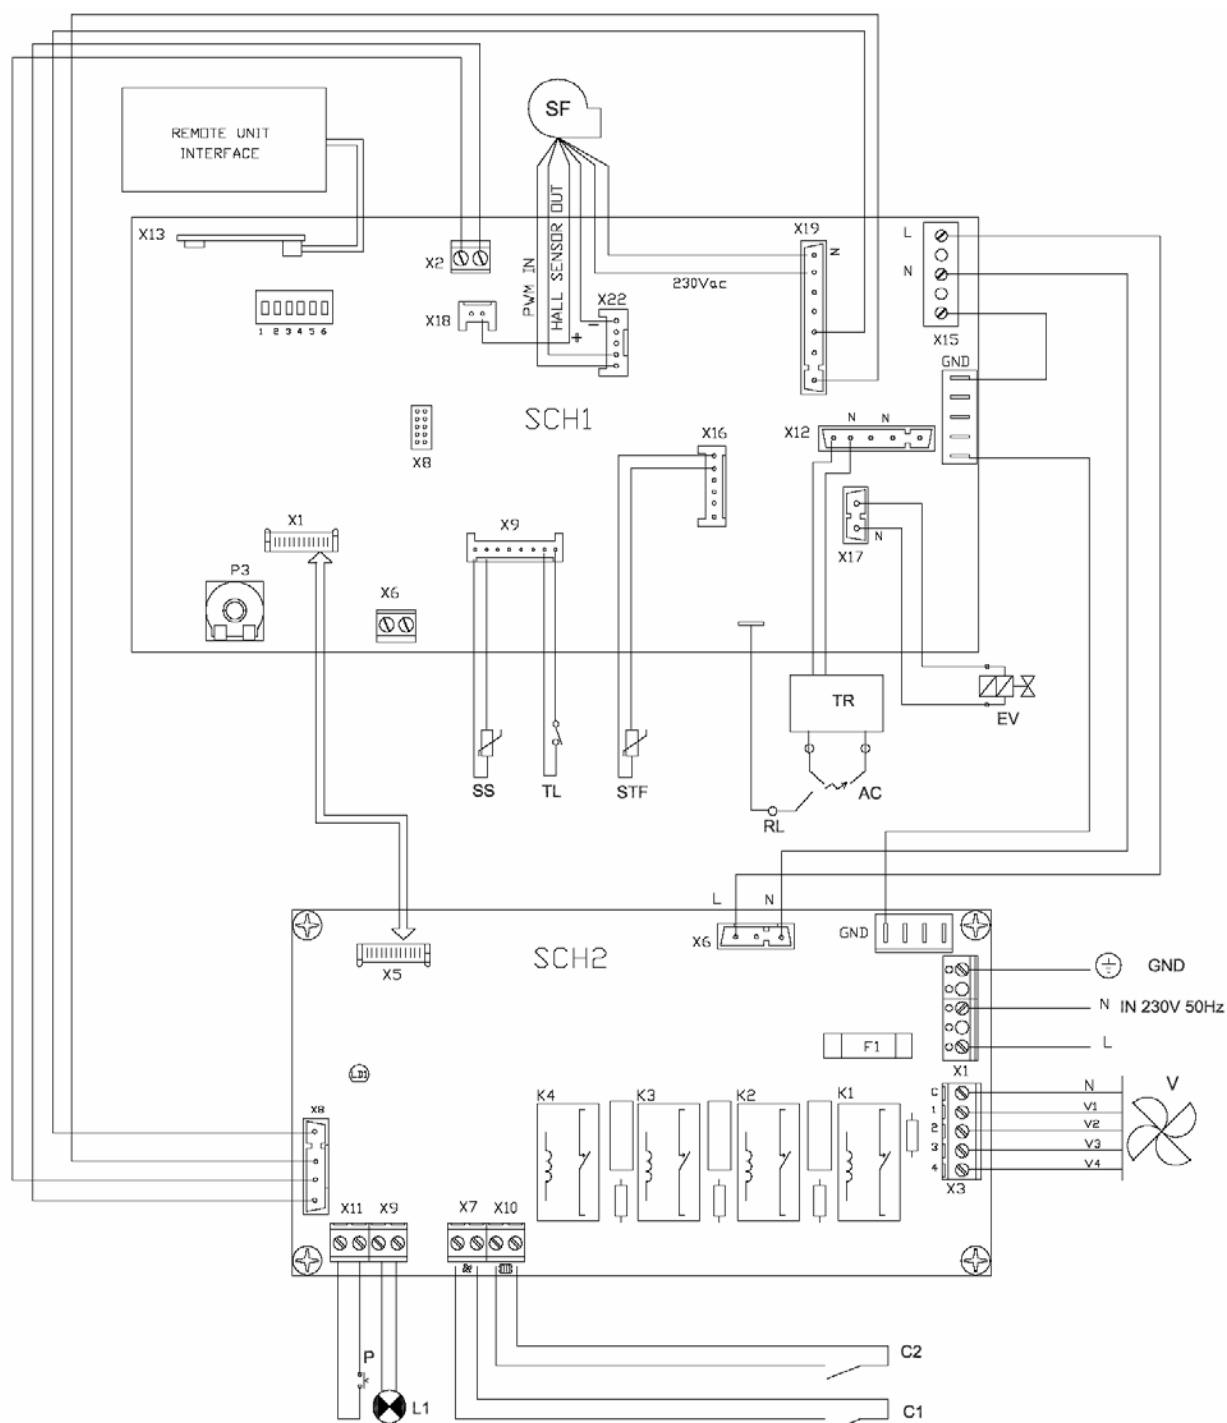 SF
REMOTE UNIT
INTERFACE
X13
PWM IN
HALL SENSOR OUT
X19
N
L
N
X2
230Vac
X22
X18
1 2 3 4 5 6
−
+
X15
GND
SCH1
X12
N N
X16
X8
X1
X9
N
X17
P3
X6
TR
EV
SS
TL
STF
AC
RL
L N
X6
GND
SCH2
X5
GND
N IN 230V 50Hz
L
F1
X1
LD1
C
1
2
3
4
N
V1
V2
V3
V4
V
X3
K4
K3
K2
K1
X8
X11
X9
X7
X10
P
L1
C2
C1